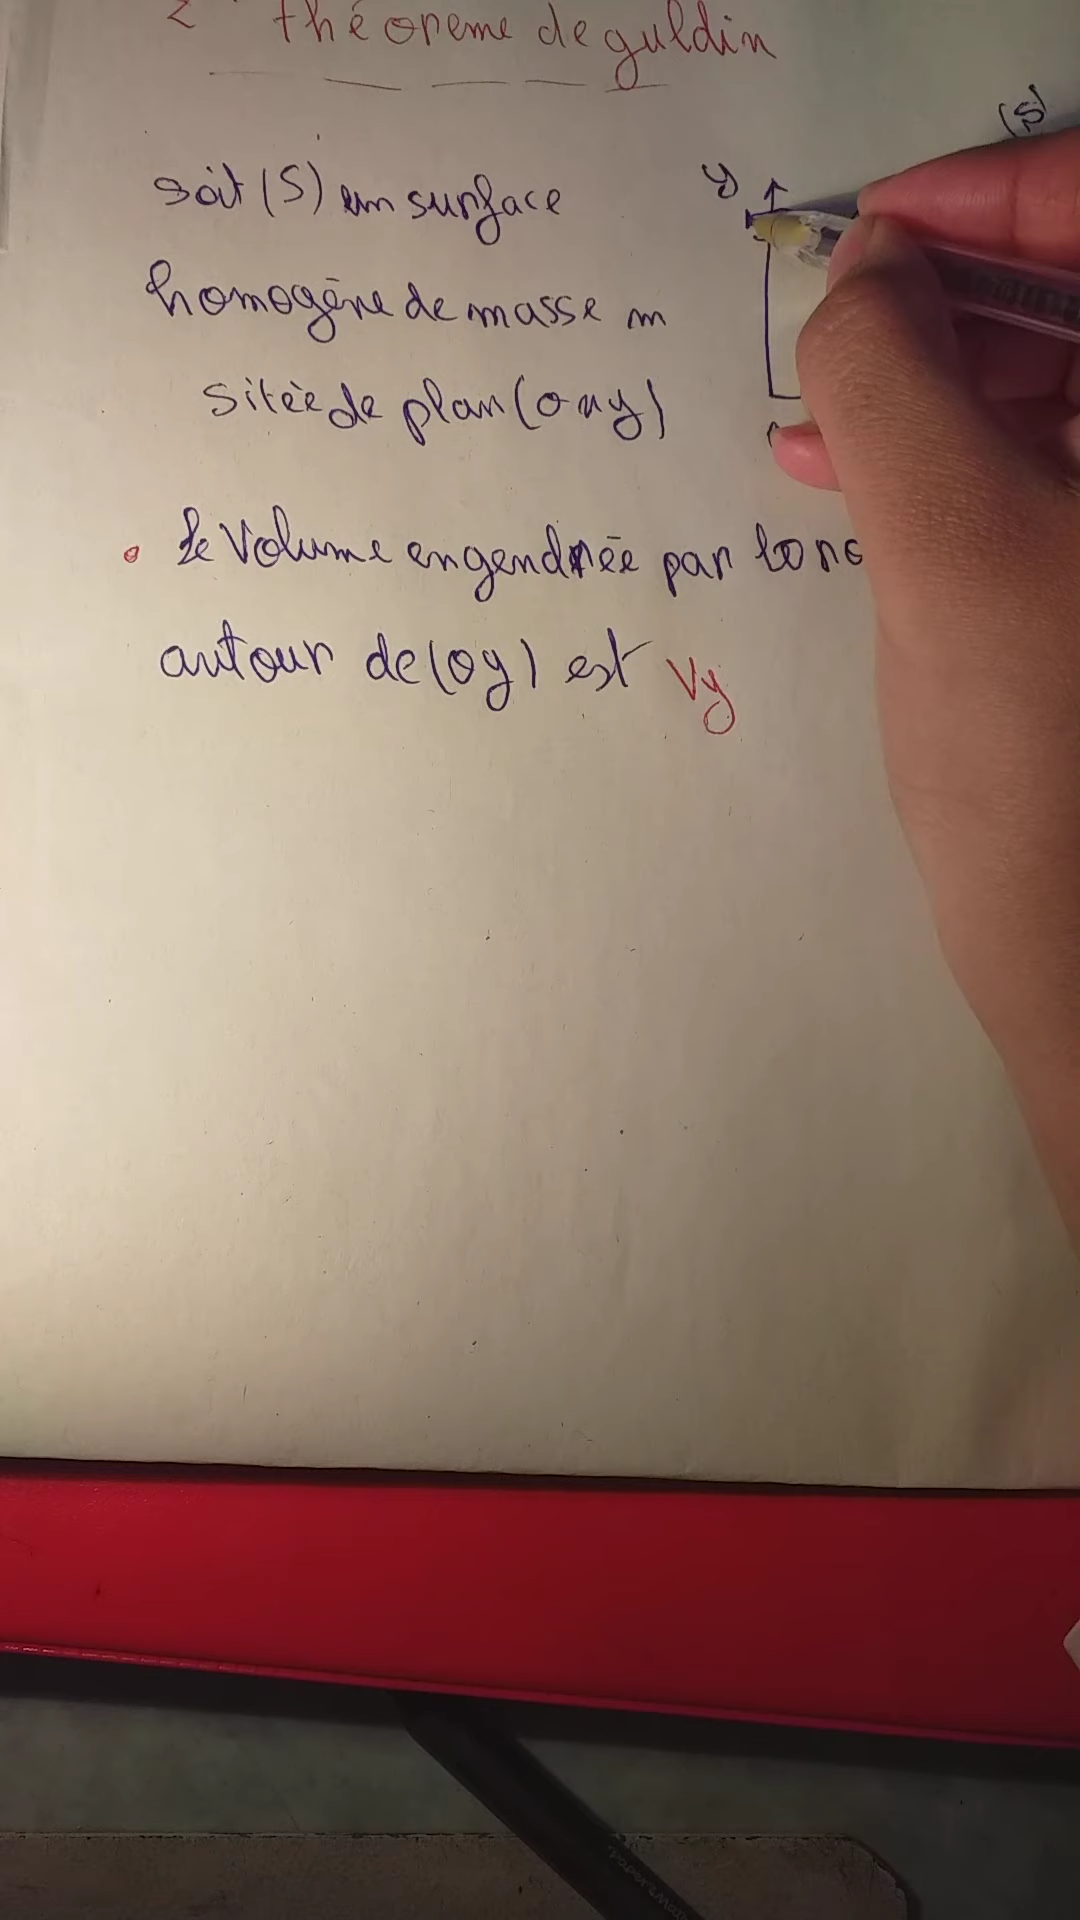 2 théoreme de guldin
(S)
soit (S) un surface
y
homogène de masse m
sitèe de plan (oxy)
Le Volume engendrée par
autour de (oy) est Vy